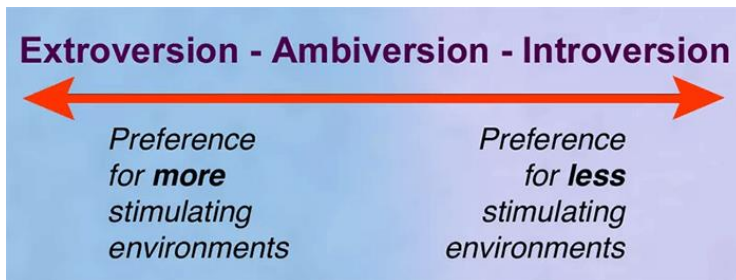 Extroversion - Ambiversion - Introversion
Preference
for more
stimulating
environments
Preference
for less
stimulating
environments